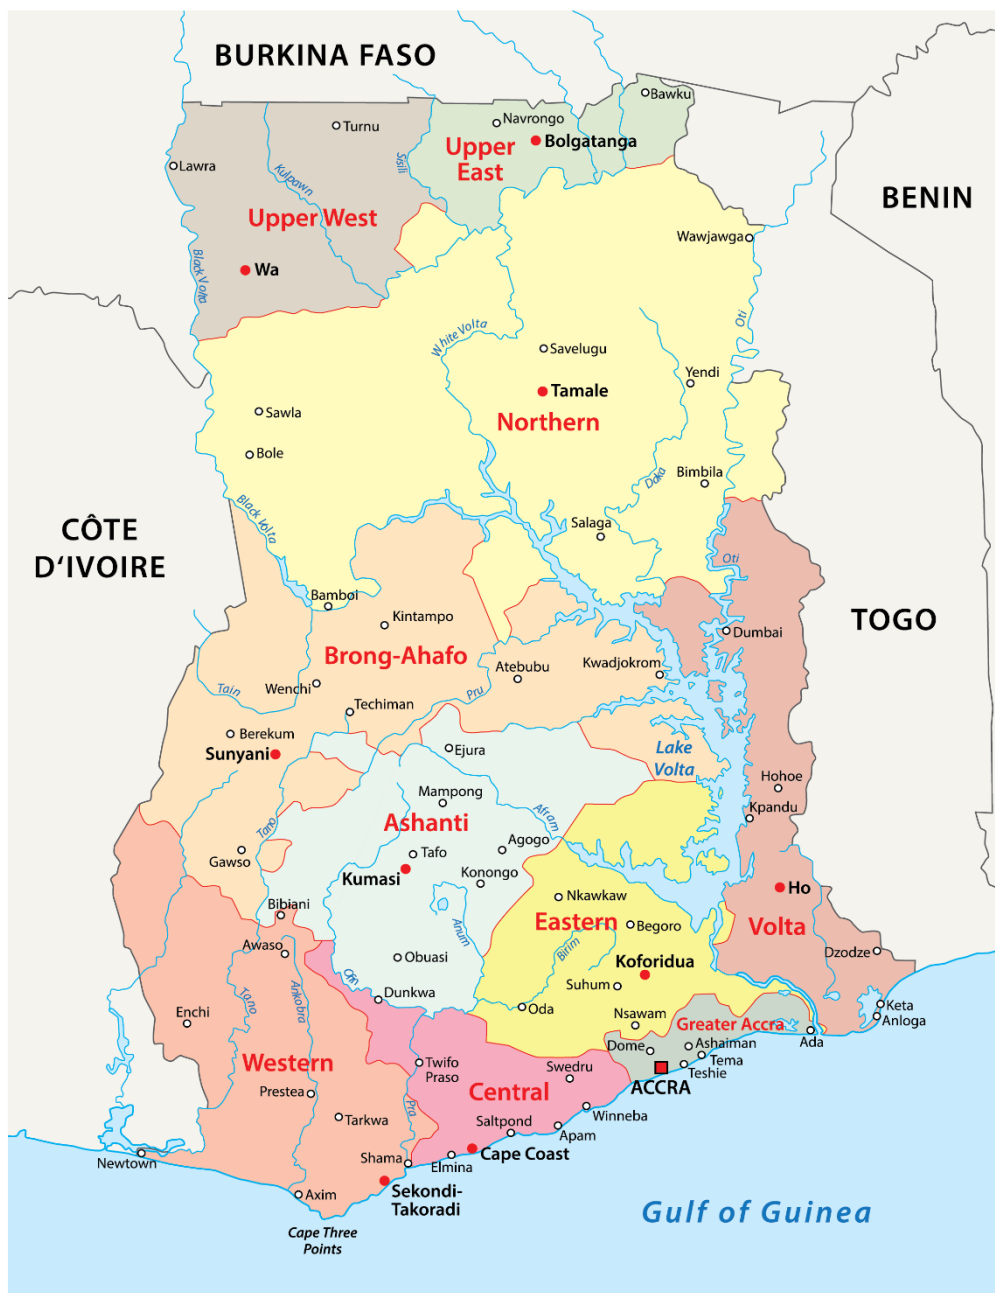 BURKINA FASO
Bawku
Navrongo
Turnu
Bolgatanga
Upper
East
Sisili
Lawra
Kulpawn
BENIN
Upper West
Wawjawga
Black Volta
Wa
Oti
White Volta
Savelugu
Yendi
Tamale
Sawla
Northern
Bole
Bimbila
Daka
Black Volta
Salaga
CÔTE
D‘IVOIRE
Oti
Bamboi
Kintampo
TOGO
Dumbai
Brong-Ahafo
Atebubu
Kwadjokrom
Tain
Wenchi
Pru
Techiman
Berekum
Sunyani
Ejura
Lake
Volta
Hohoe
Mampong
Kpandu
Afram
Ashanti
Tano
Agogo
Gawso
Tafo
Kumasi
Konongo
Ho
Nkawkaw
Bibiani
Eastern
Begoro
Volta
Anum
Awaso
Birim
Dzodze
Obuasi
Koforidua
Ofin
Suhum
Tano
Ankobra
Dunkwa
Oda
Keta
Enchi
Nsawam
Greater Accra
Anloga
Ada
Dome
Ashaiman
Western
Twifo
Praso
Tema
Swedru
Teshie
Prestea
Central
ACCRA
Pra
Tarkwa
Saltpond
Winneba
Apam
Newtown
Shama
Elmina
Cape Coast
Axim
Sekondi-
Takoradi
Gulf of Guinea
Cape Three
Points